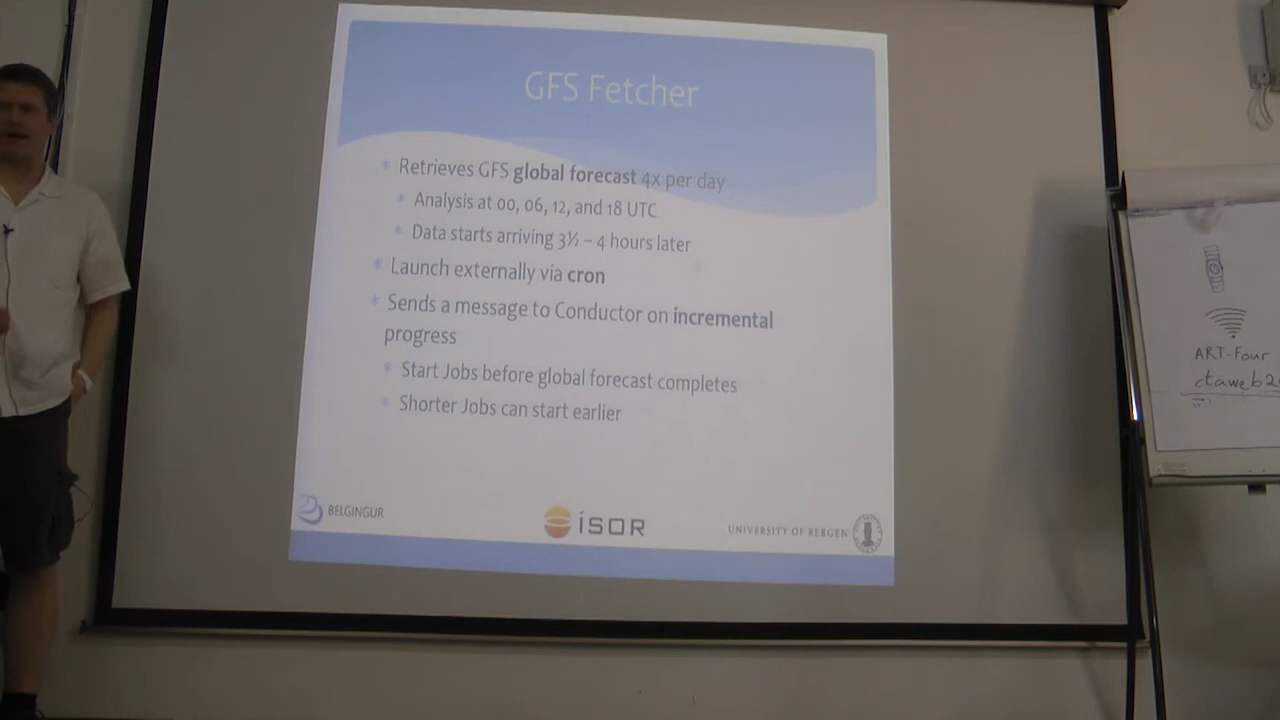 GFS Fetcher
* Retrieves GFS global forecast 4x per day
* Analysis at 00, 06, 12, and 18 UTC
* Data starts arriving 3½ – 4 hours later
* Launch externally via cron
* Sends a message to Conductor on incremental
progress
* Start Jobs before global forecast completes
* Shorter Jobs can start earlier
BELGINGUR
ÍSOR
UNIVERSITY OF BERGEN
ART-Four